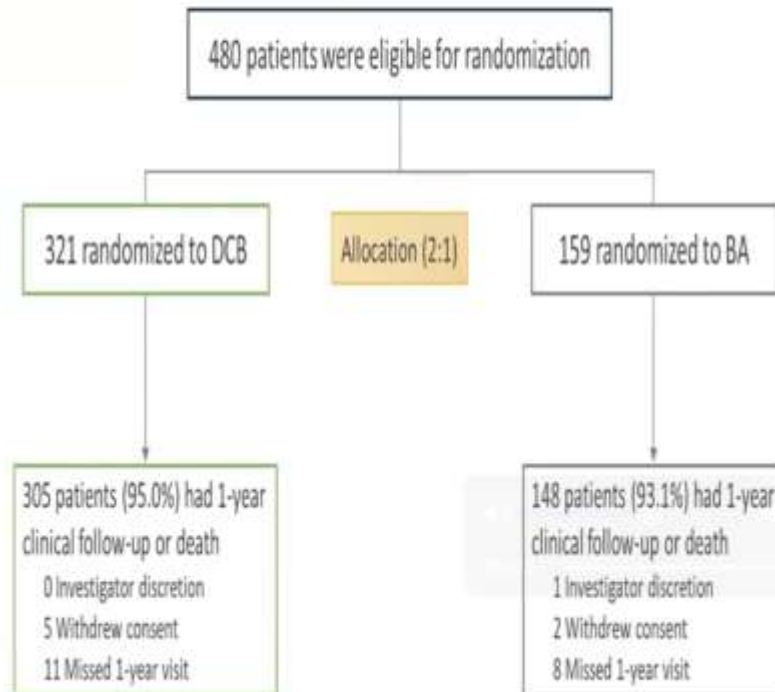 480 patients were eligible for randomization
321 randomized to DCB
Allocation (2:1)
159 randomized to BA
305 patients (95.0%) had 1-year
clinical follow-up or death
0 Investigator discretion
5 Withdrew consent
11 Missed 1-year visit
148 patients (93.1%) had 1-year
clinical follow-up or death
1 Investigator discretion
2 Withdrew consent
8 Missed 1-year visit